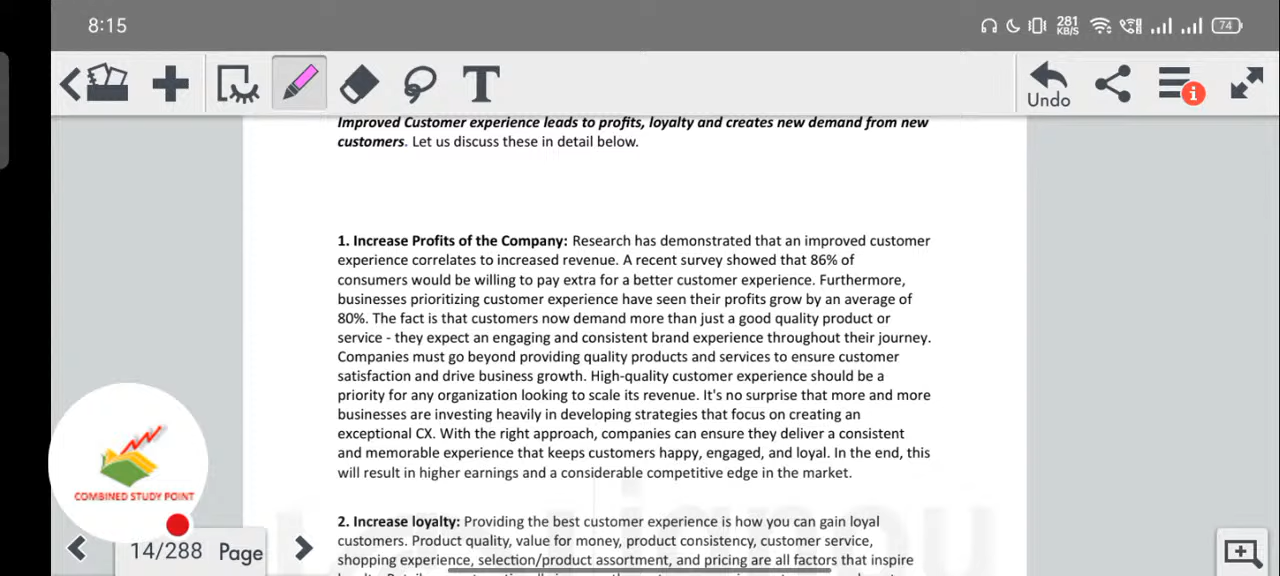 8:15
281
KB/S
74
T
Undo
Improved Customer experience leads to profits, loyalty and creates new demand from new
customers. Let us discuss these in detail below.
1. Increase Profits of the Company: Research has demonstrated that an improved customer
experience correlates to increased revenue. A recent survey showed that 86% of
consumers would be willing to pay extra for a better customer experience. Furthermore,
businesses prioritizing customer experience have seen their profits grow by an average of
80%. The fact is that customers now demand more than just a good quality product or
service - they expect an engaging and consistent brand experience throughout their journey.
Companies must go beyond providing quality products and services to ensure customer
satisfaction and drive business growth. High-quality customer experience should be a
priority for any organization looking to scale its revenue. It's no surprise that more and more
businesses are investing heavily in developing strategies that focus on creating an
exceptional CX. With the right approach, companies can ensure they deliver a consistent
and memorable experience that keeps customers happy, engaged, and loyal. In the end, this
will result in higher earnings and a considerable competitive edge in the market.
COMBINED STUDY POINT
2. Increase loyalty: Providing the best customer experience is how you can gain loyal
customers. Product quality, value for money, product consistency, customer service,
shopping experience, selection/product assortment, and pricing are all factors that inspire
14/288 Page